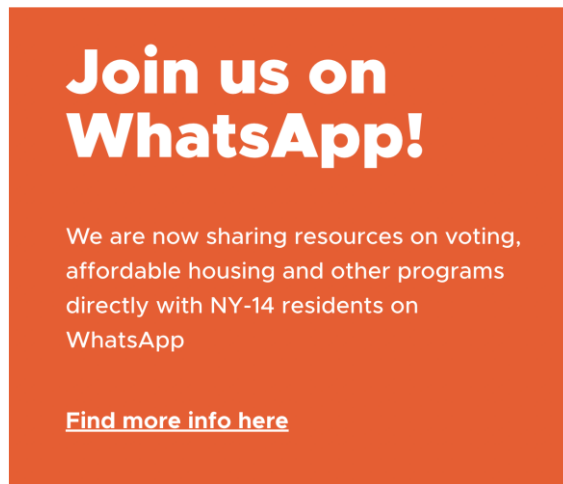 Join us on
WhatsApp!
We are now sharing resources on voting,
affordable housing and other programs
directly with NY-14 residents on
WhatsApp
Find more info here